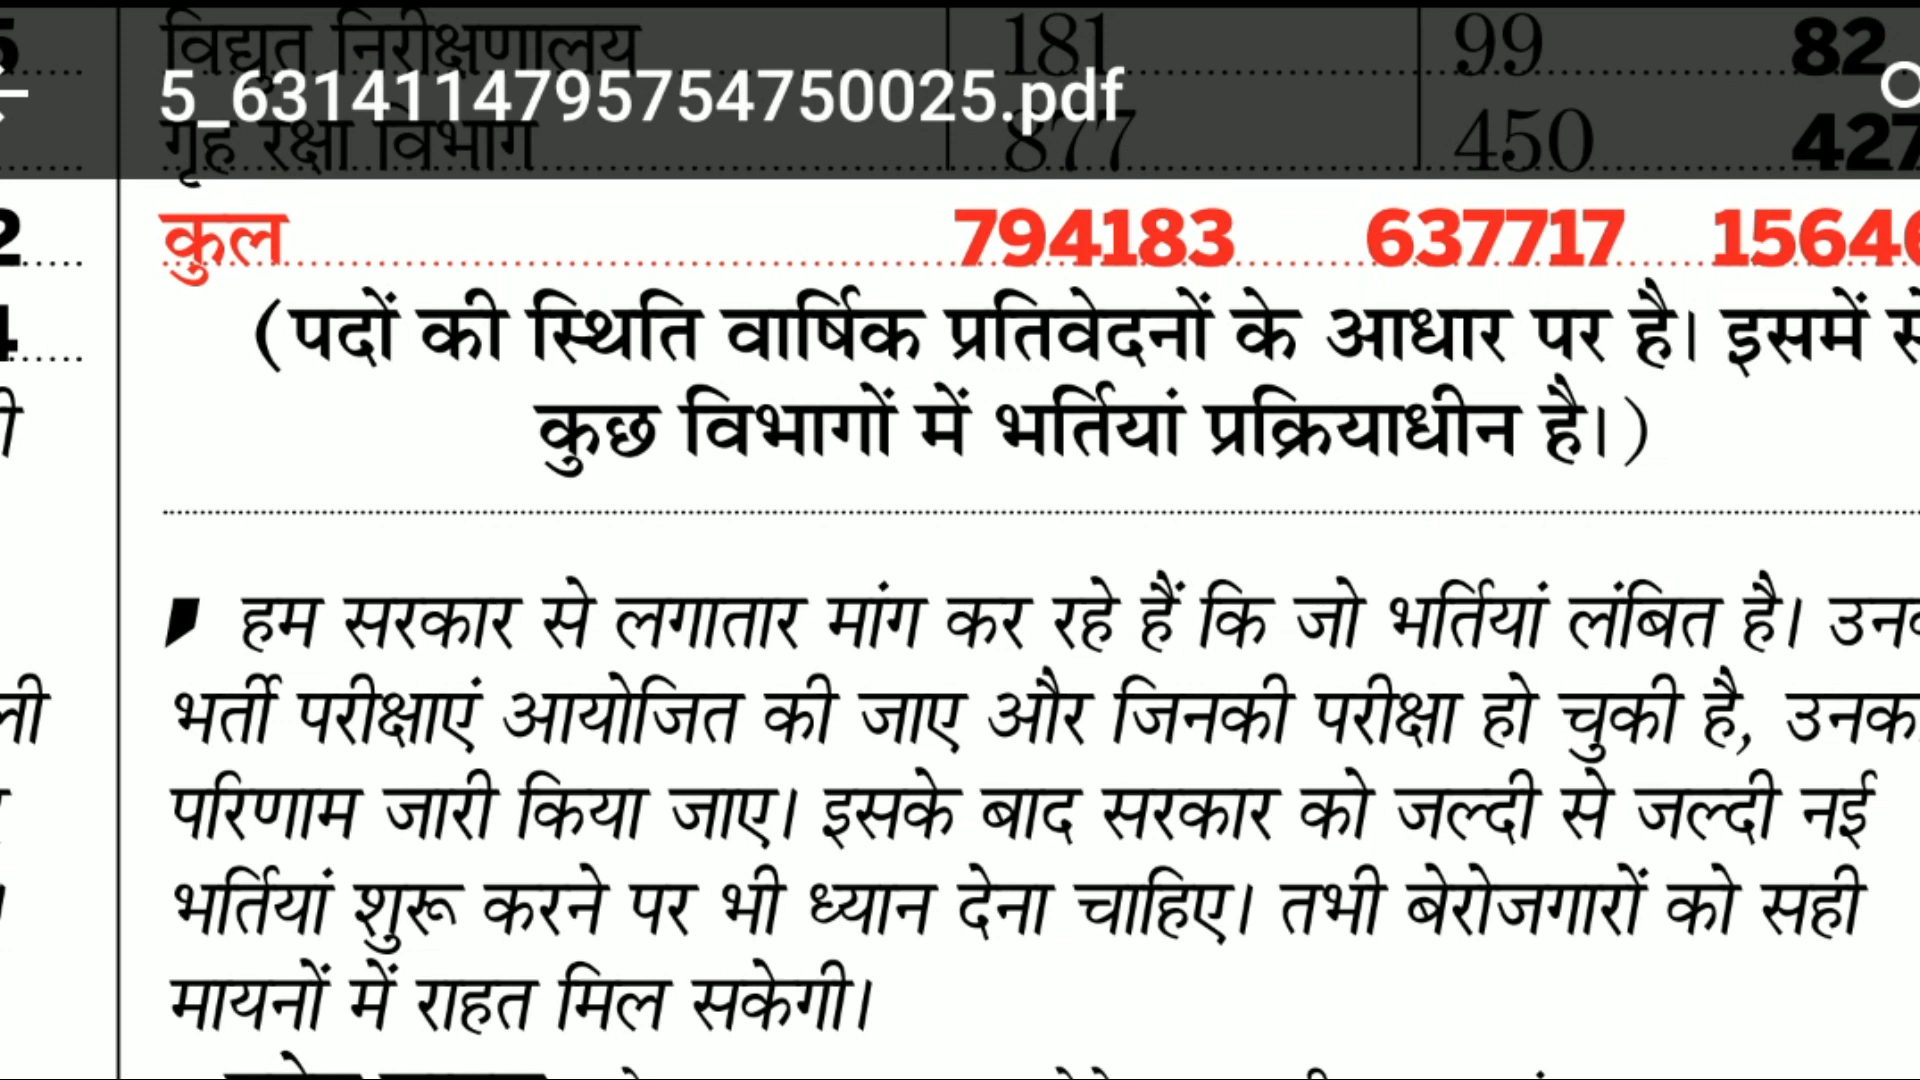 विद्युत निरीक्षणालय 181 99 82
5_6314114795754750025.pdf
गृह रक्षा विभाग 877 450 427
कुल 794183 637717 15646
(पदों की स्थिति वार्षिक प्रतिवेदनों के आधार पर है। इसमें से
कुछ विभागों में भर्तियां प्रक्रियाधीन है।)
हम सरकार से लगातार मांग कर रहे हैं कि जो भर्तियां लंबित है।
भर्ती परीक्षाएं आयोजित की जाए और जिनकी परीक्षा हो चुकी है,
परिणाम जारी किया जाए। इसके बाद सरकार को जल्दी से जल्दी नई
भर्तियां शुरू करने पर भी ध्यान देना चाहिए। तभी बेरोजगारों को सही
मायनों में राहत मिल सकेगी।